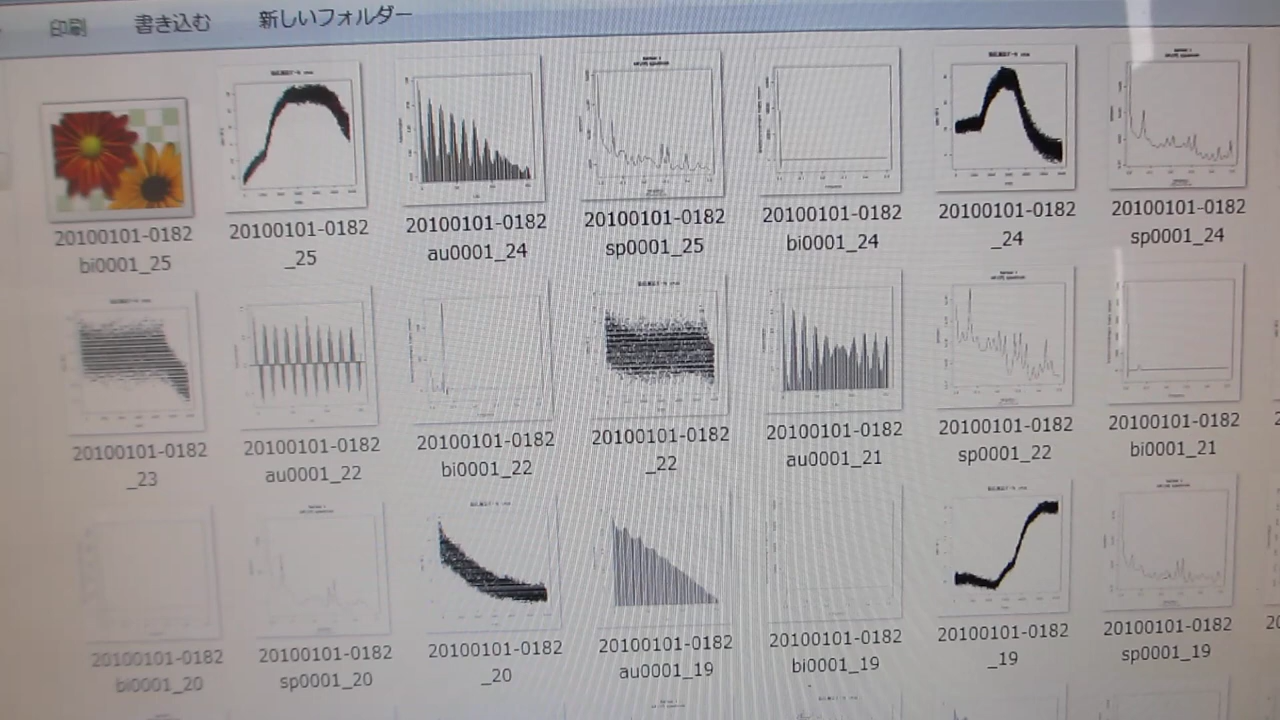 印刷 書き込む 新しいフォルダー
20100101-0182 20100101-0182 20100101-0182 20100101-0182 20100101-0182 20100101-0182 20100101-0182
bi0001_25 _25 au0001_24 sp0001_25 bi0001_24 _24 sp0001_24
20100101-0182 20100101-0182 20100101-0182 20100101-0182 20100101-0182 20100101-0182 20100101-0182
_23 au0001_22 bi0001_22 _22 au0001_21 sp0001_22 bi0001_21
20100101-0182 20100101-0182 20100101-0182 20100101-0182 20100101-0182 20100101-0182 20100101-0182
bi0001_20 sp0001_20 _20 au0001_19 bi0001_19 _19 sp0001_19